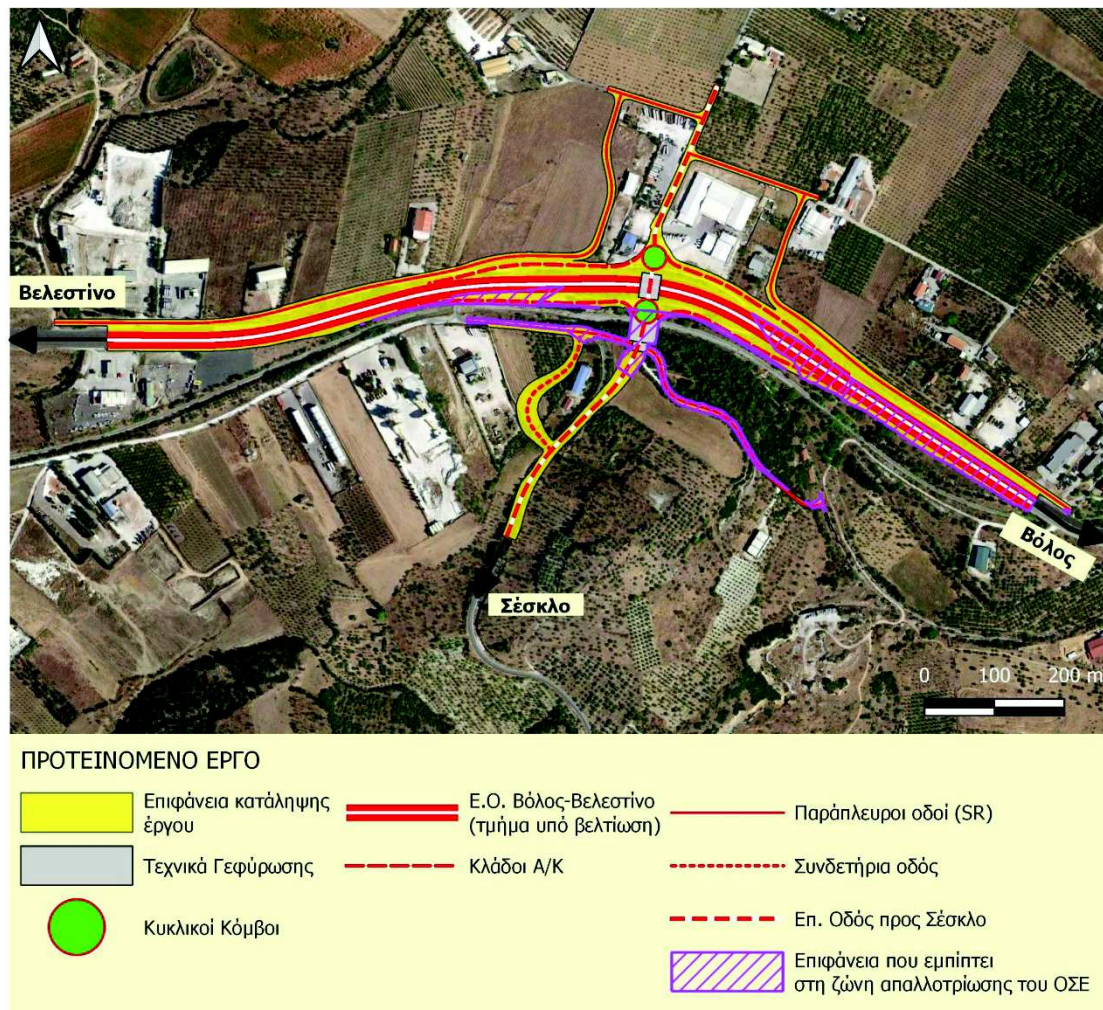 Βελεστίνο
Βόλος
Σέσκλο
0 100 200 m
ΠΡΟΤΕΙΝΟΜΕΝΟ ΕΡΓΟ
Επιφάνεια κατάληψης
έργου
Τεχνικά Γεφύρωσης
Κυκλικοί Κόμβοι
Ε.Ο. Βόλος-Βελεστίνο
(τμήμα υπό βελτίωση)
Κλάδοι Α/Κ
Παράπλευροι οδοί (SR)
Συνδετήρια οδός
Επ. Οδός προς Σέσκλο
Επιφάνεια που εμπίπτει
στη ζώνη απαλλοτρίωσης του ΟΣΕ